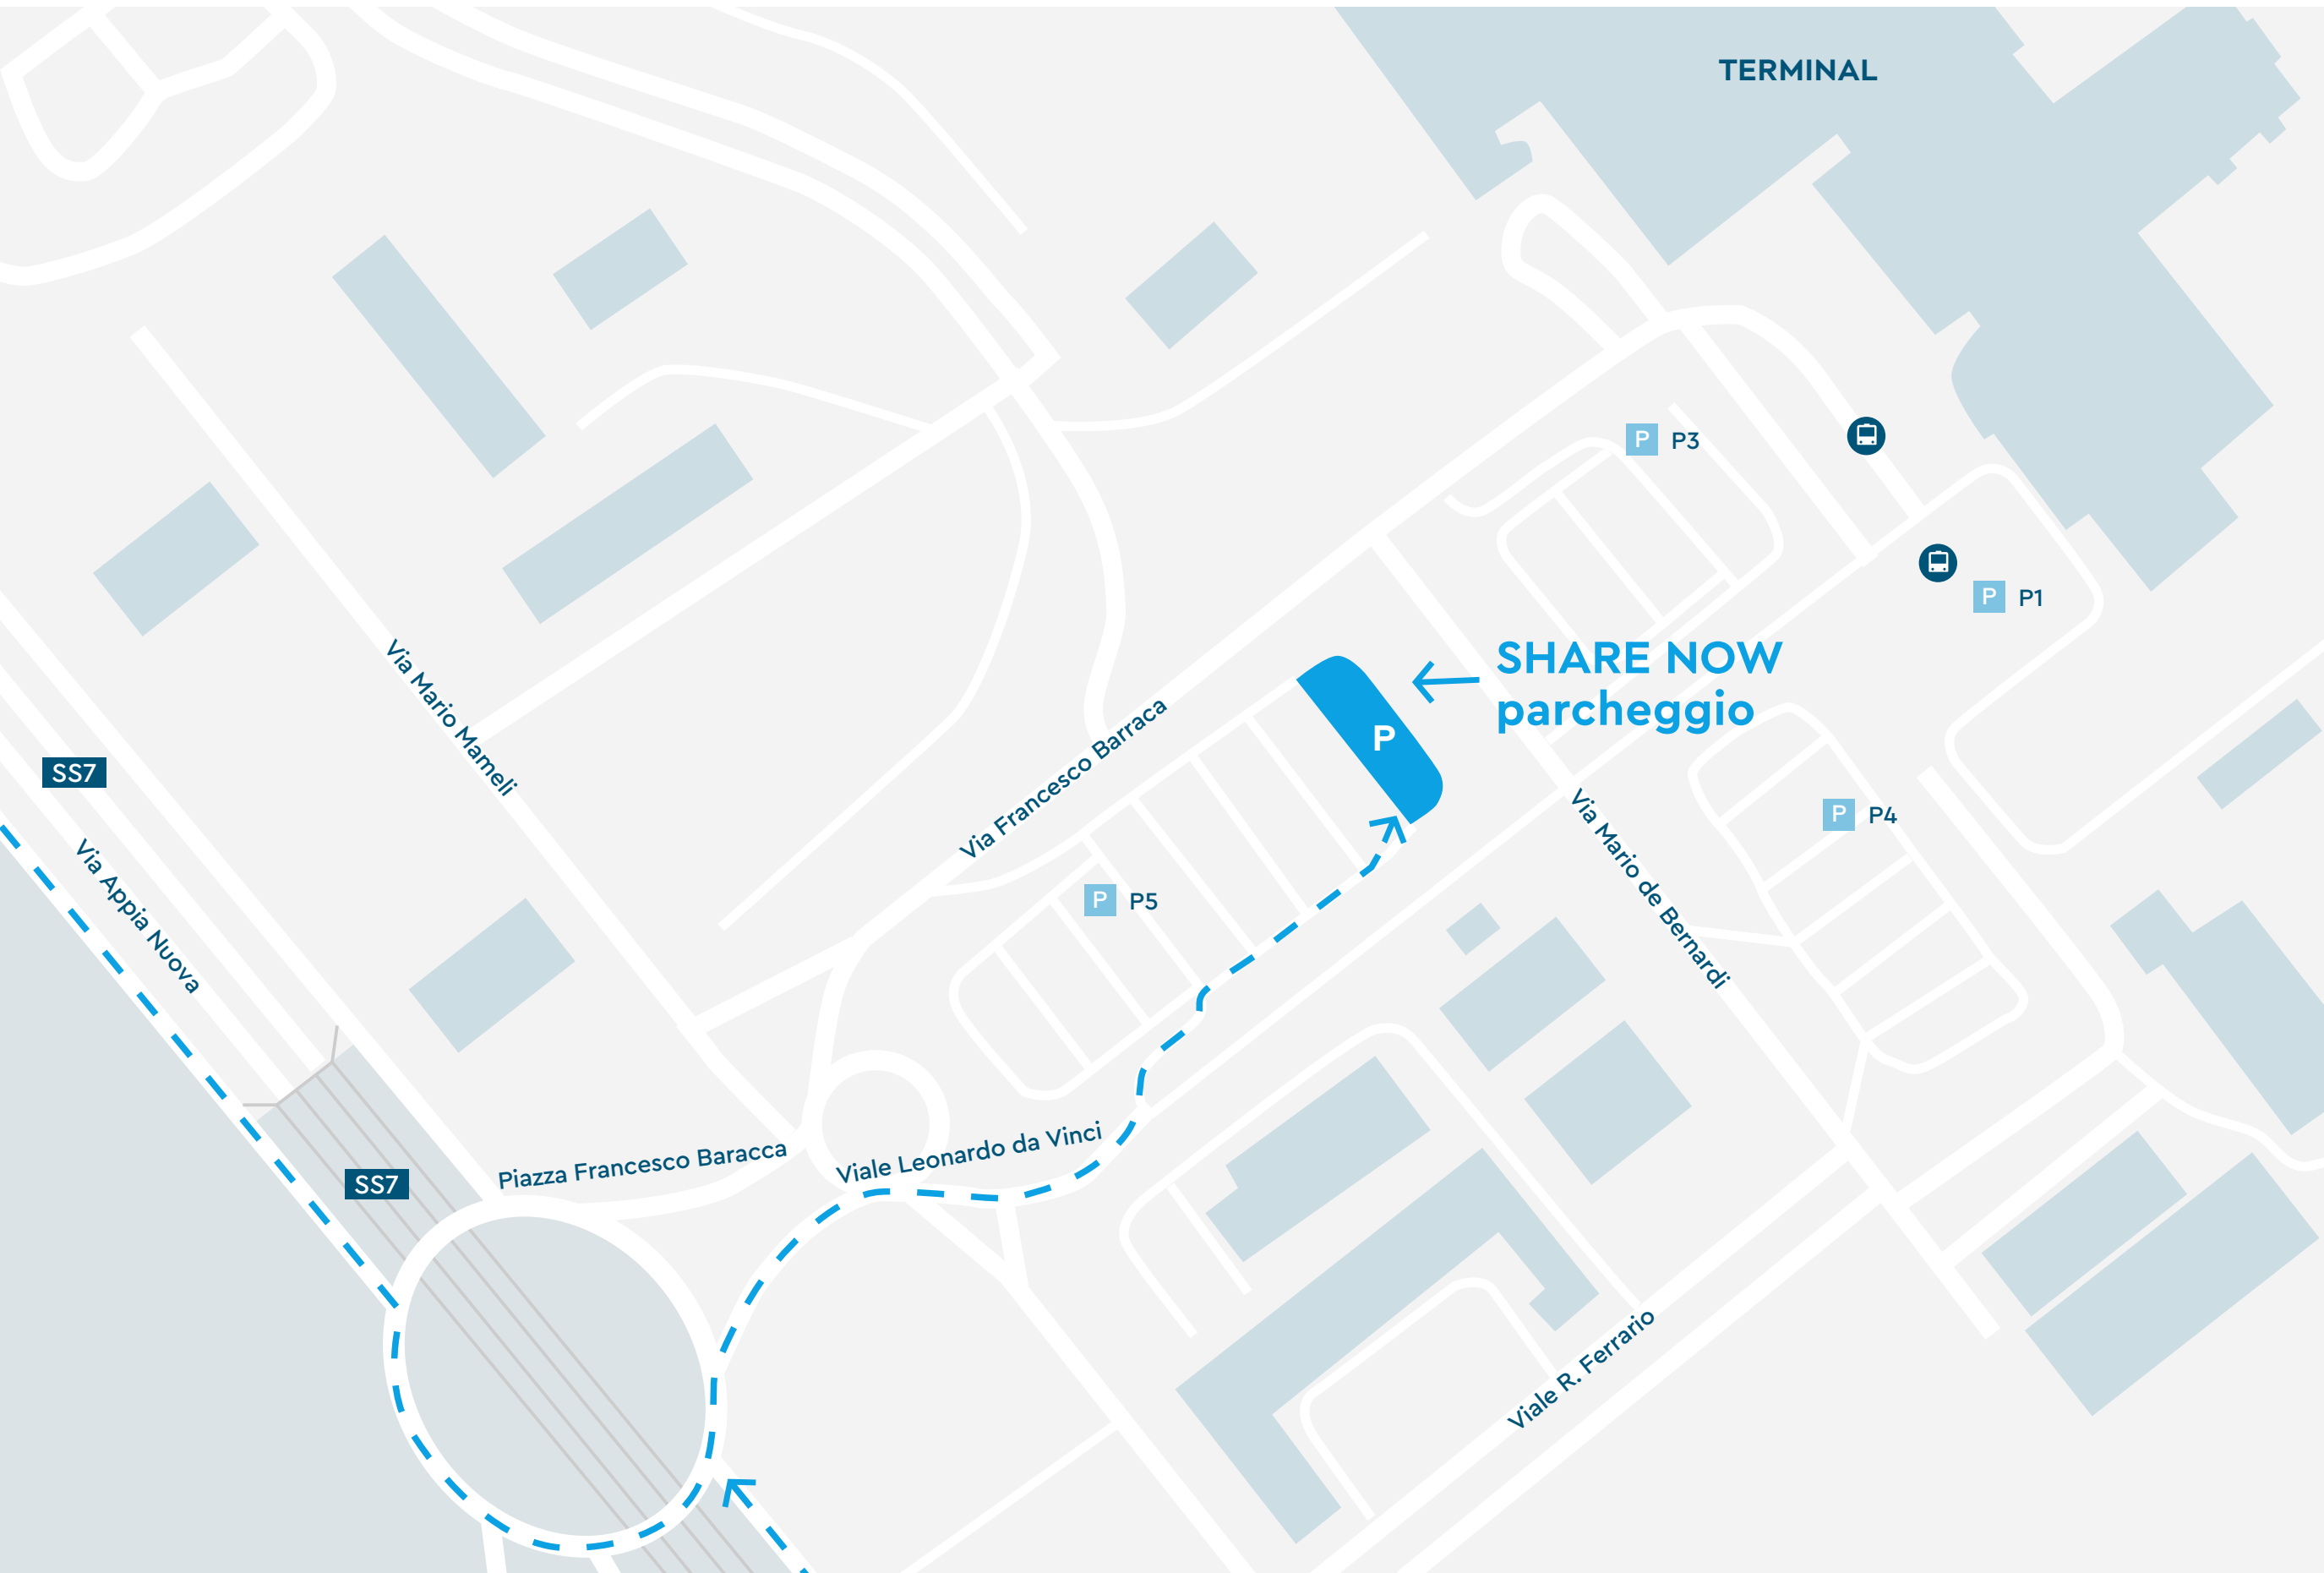 TERMINAL
P P3
P P1
SHARE NOW
parcheggio
P
Via Mario Mameli
Via Francesco Barraca
SS7
Via Appia Nuova
P P4
Via Mario de Bernardi
P P5
Piazza Francesco Baracca
Viale Leonardo da Vinci
SS7
Viale R. Ferrario